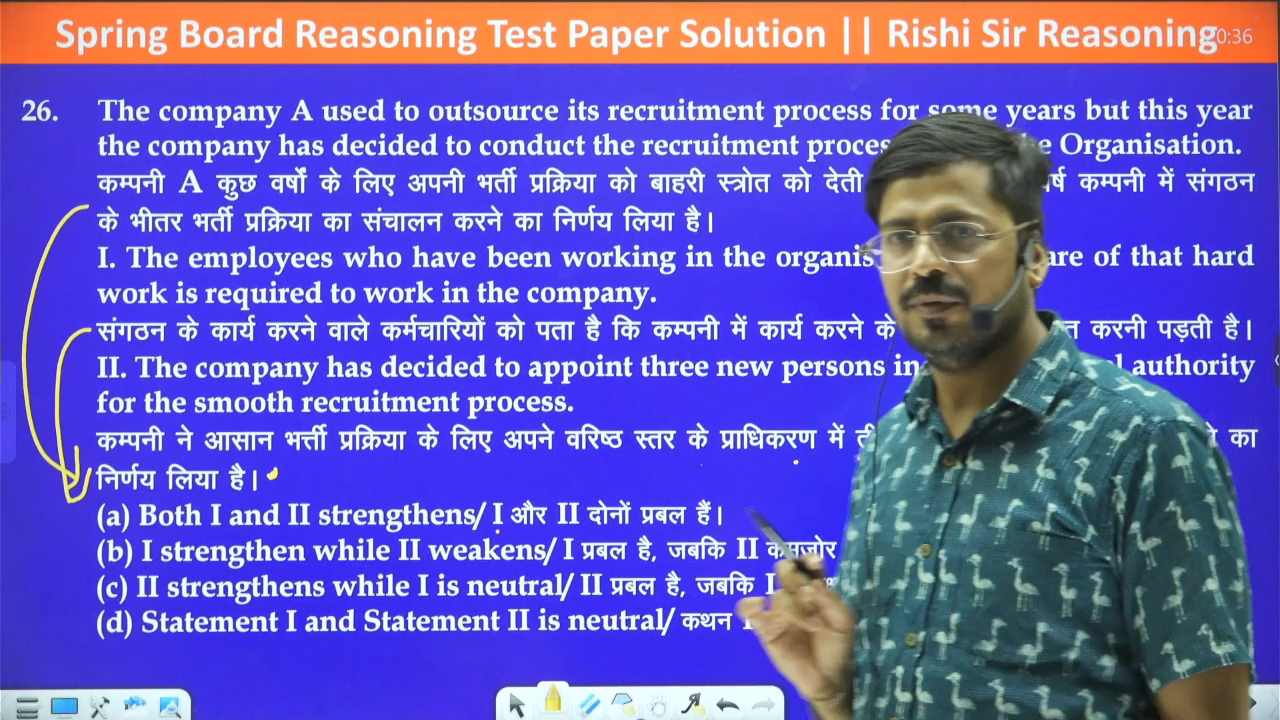 Spring Board Reasoning Test Paper Solution || Rishi Sir Reasoning 0:36
26. The company A used to outsource its recruitment process for some years but this year
the company has decided to conduct the recruitment Organisation.
कम्पनी A कुछ वर्षों के लिए अपनी भर्ती प्रक्रिया को बाहरी स्त्रोत को देती कम्पनी में संगठन
के भीतर भर्ती प्रक्रिया का संचालन करने का निर्णय लिया है।
I. The employees who have been working in the of that hard
work is required to work in the company.
संगठन के कार्य करने वाले कर्मचारियों को पता है कि कम्पनी में कार्य करने के करनी पड़ती है।
II. The company has decided to appoint three new persons in authority
for the smooth recruitment process.
कम्पनी ने आसान भर्त्ती प्रक्रिया के लिए अपने वरिष्ठ स्तर के प्राधिकरण में का
निर्णय लिया है।
(a) Both I and II strengthens/ I और II दोनों प्रबल हैं।
(b) I strengthen while II weakens/ I प्रबल है, जबकि II कमजोर
(c) II strengthens while I is neutral/ II प्रबल है, जबकि I
(d) Statement I and Statement II is neutral/ कथन